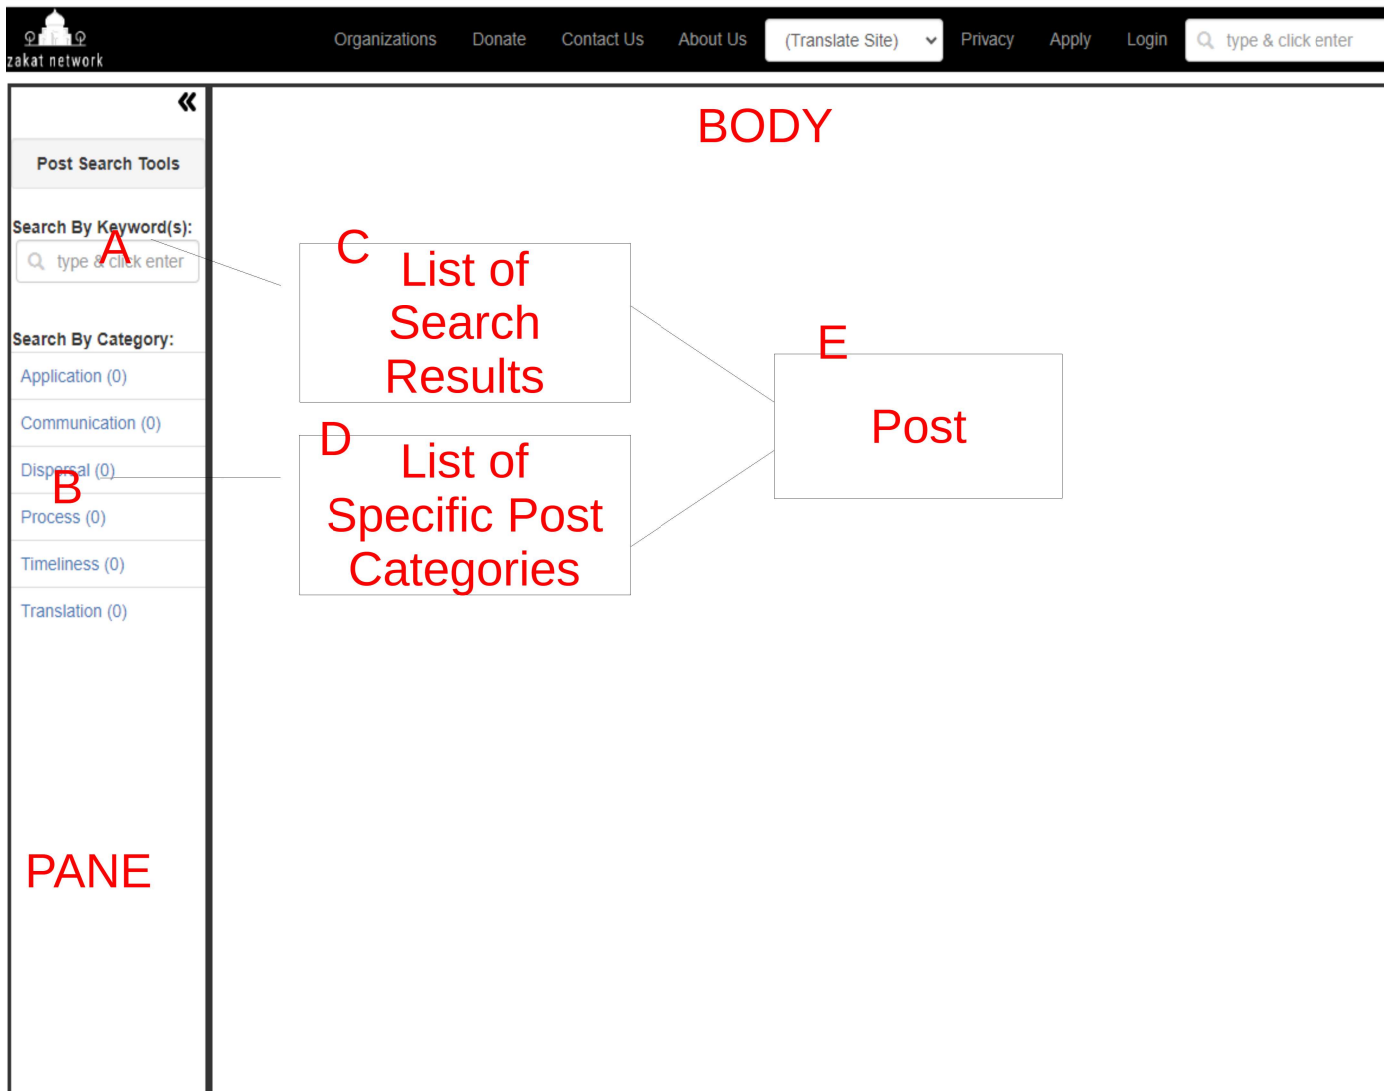 zakat network
Organizations Donate Contact Us About Us (Translate Site) Privacy Apply Login type & click enter
«
BODY
Post Search Tools
Search By Keyword(s):
A
type & click enter
Search By Category:
Application (0)
Communication (0)
Dispersal (0)
B
Process (0)
Timeliness (0)
Translation (0)
PANE
C
List of
Search
Results
D
List of
Specific Post
Categories
E
Post